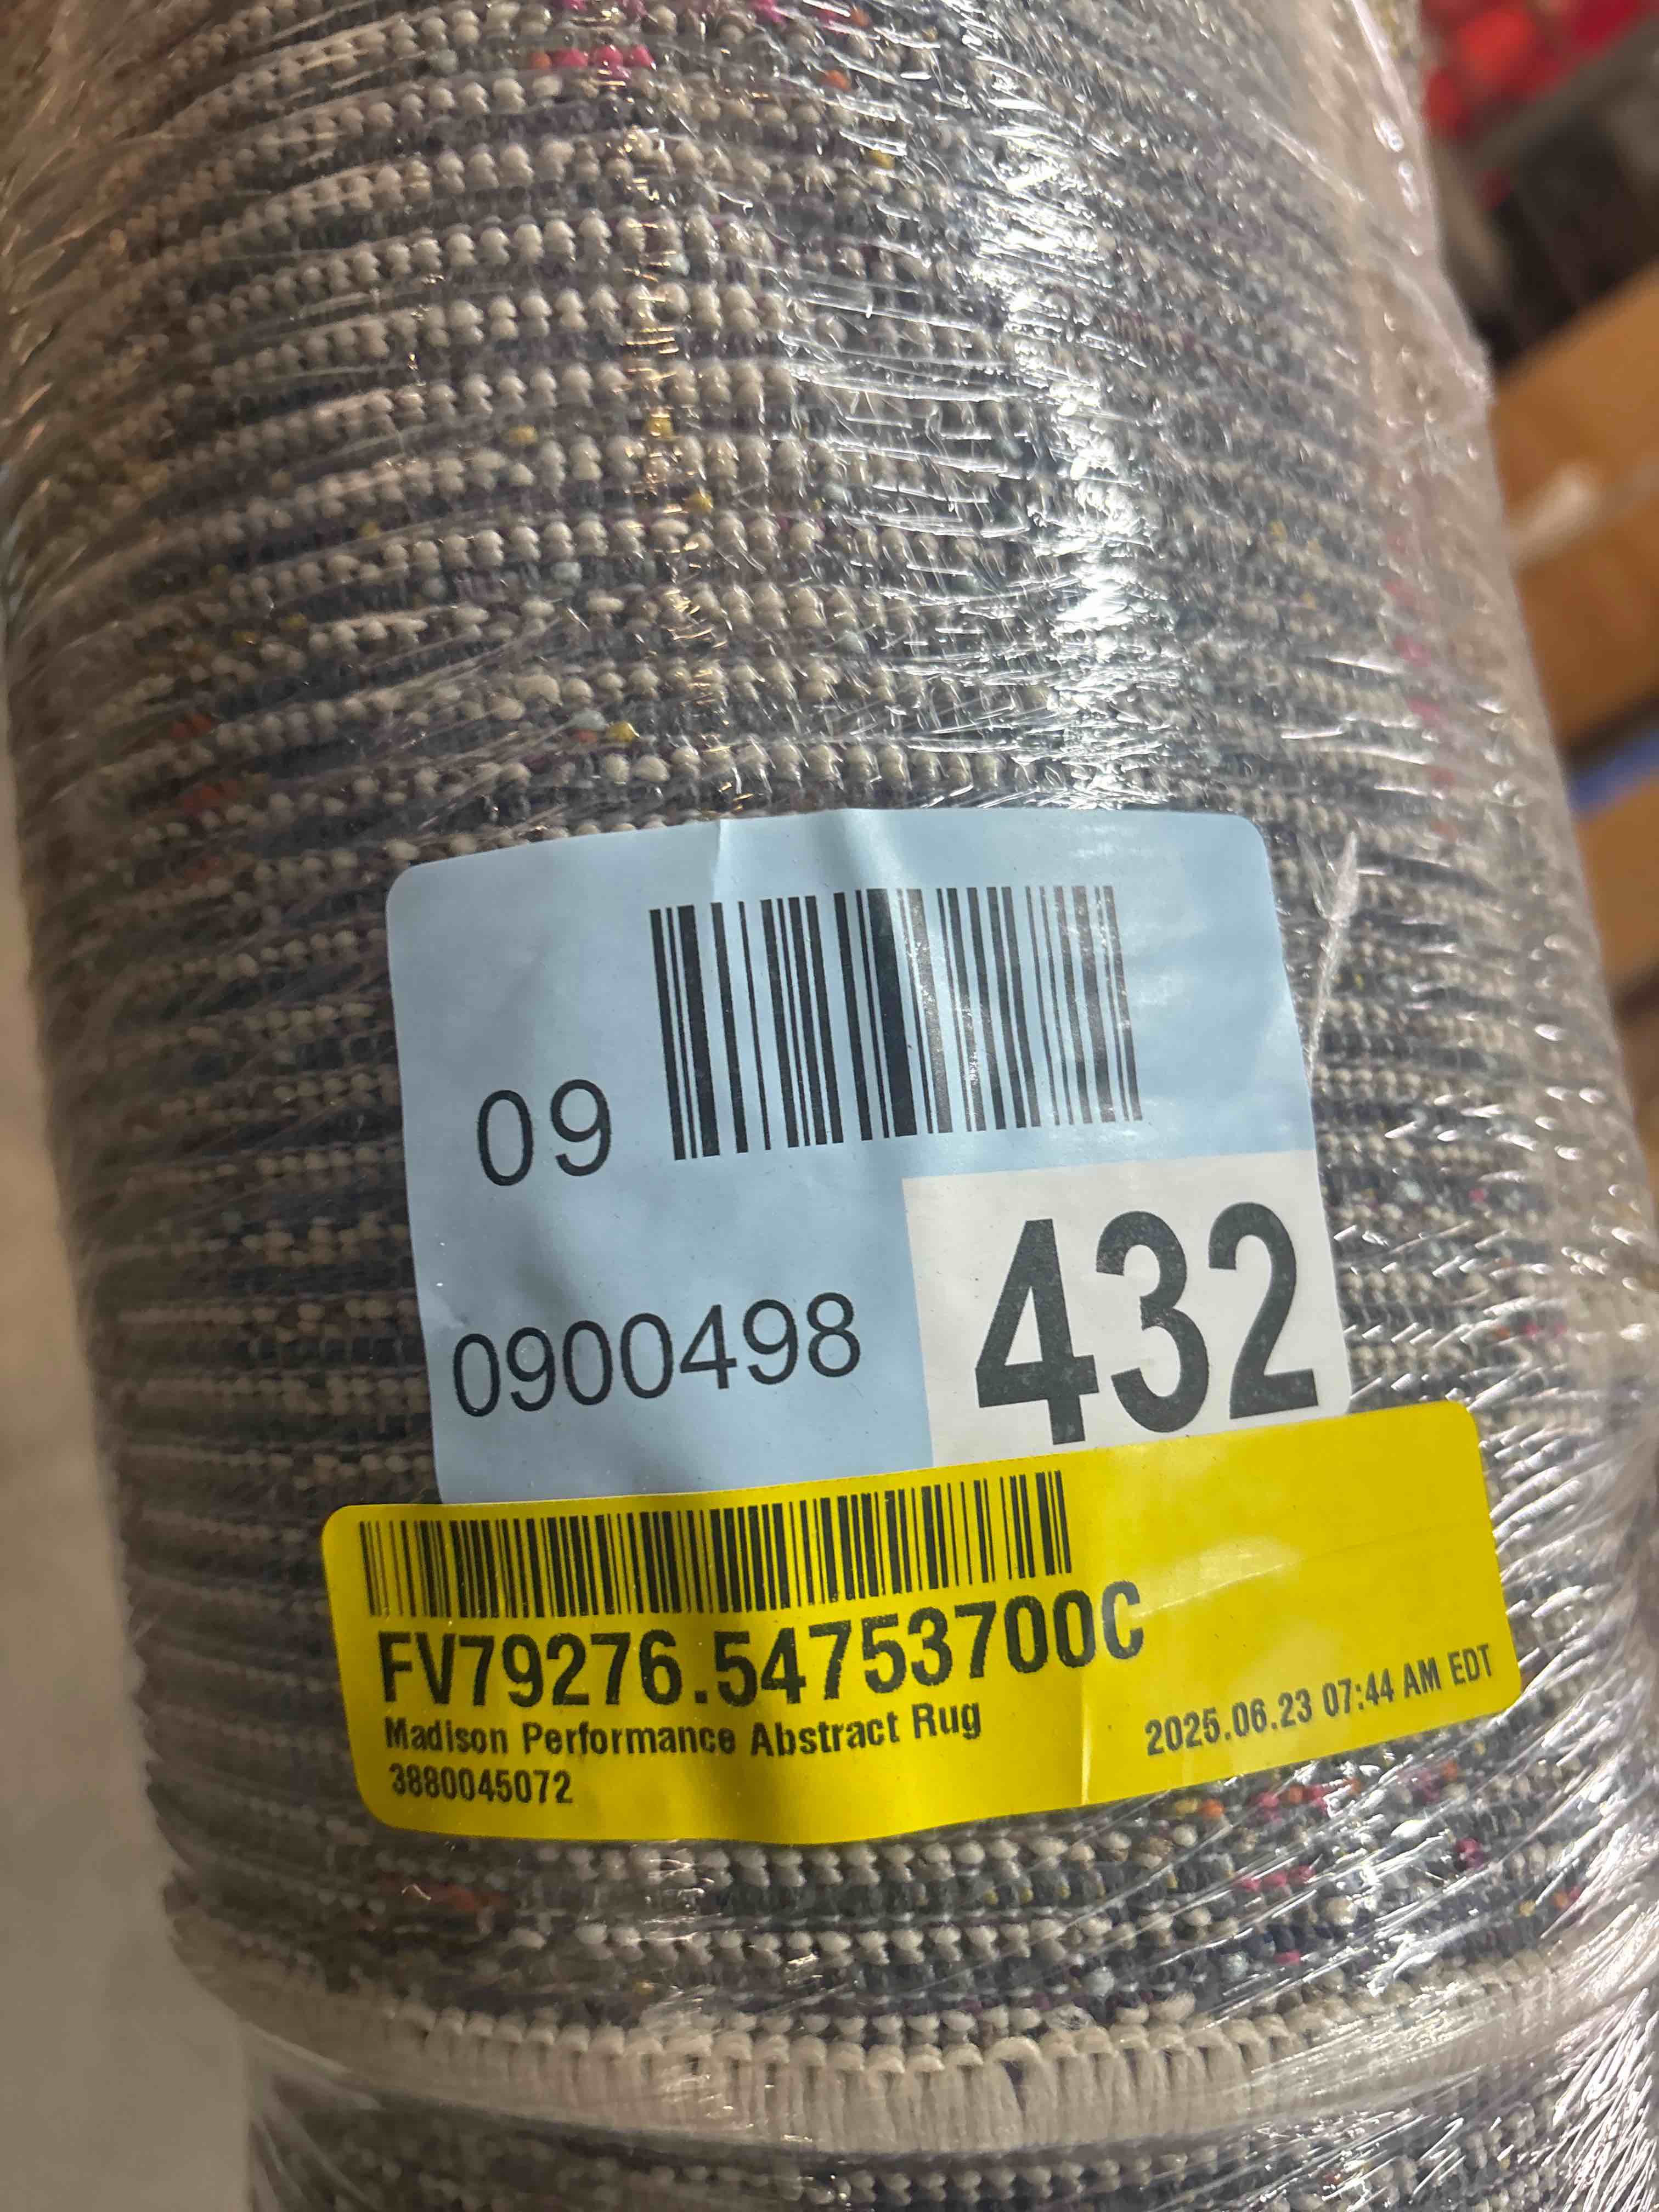 09
0900498
432
FV79276.54753700C
Madison Performance Abstract Rug
2025.06.23 07:44 AM EDT
3880045072